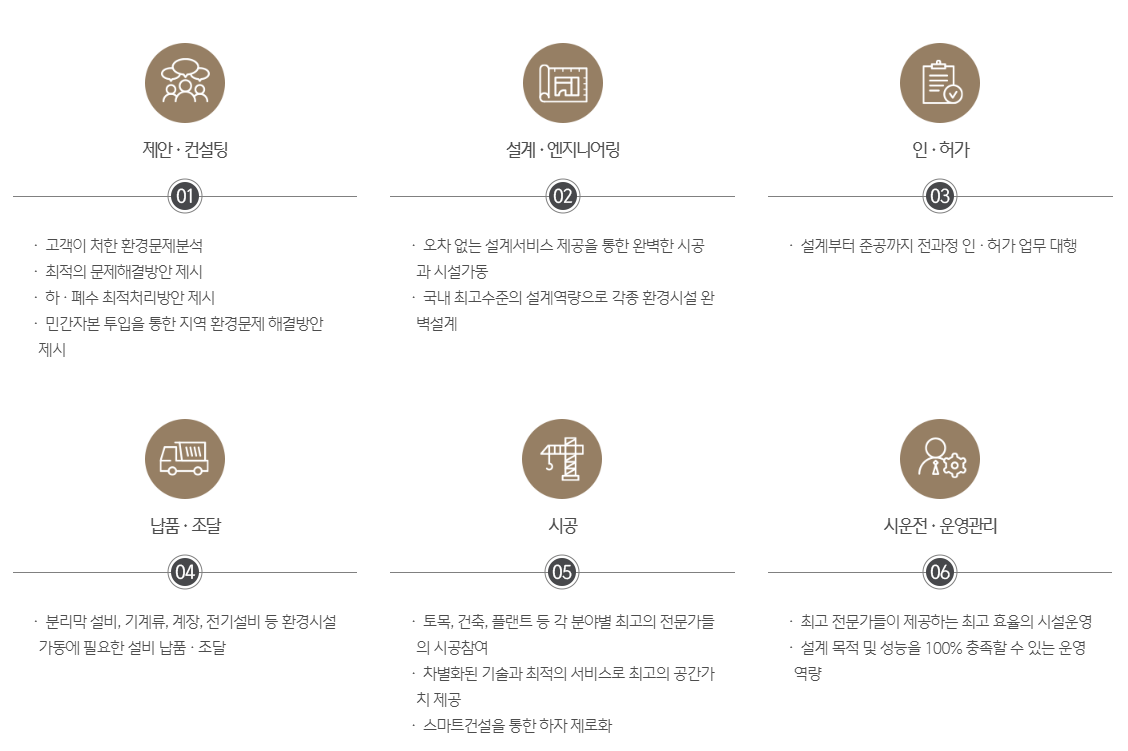 제안 · 컨설팅
01
· 고객이 처한 환경문제분석
· 최적의 문제해결방안 제시
· 하 · 폐수 최적처리방안 제시
· 민간자본 투입을 통한 지역 환경문제 해결방안
제시
설계 · 엔지니어링
02
· 오차 없는 설계서비스 제공을 통한 완벽한 시공
과 시설가동
· 국내 최고수준의 설계역량으로 각종 환경시설 완
벽설계
인 · 허가
03
· 설계부터 준공까지 전과정 인 · 허가 업무 대행
납품 · 조달
04
· 분리막 설비, 기계류, 계장, 전기설비 등 환경시설
가동에 필요한 설비 납품 · 조달
시공
05
· 토목, 건축, 플랜트 등 각 분야별 최고의 전문가들
의 시공참여
· 차별화된 기술과 최적의 서비스로 최고의 공간가
치 제공
· 스마트건설을 통한 하자 제로화
시운전 · 운영관리
06
· 최고 전문가들이 제공하는 최고 효율의 시설운영
· 설계 목적 및 성능을 100% 충족할 수 있는 운영
역량